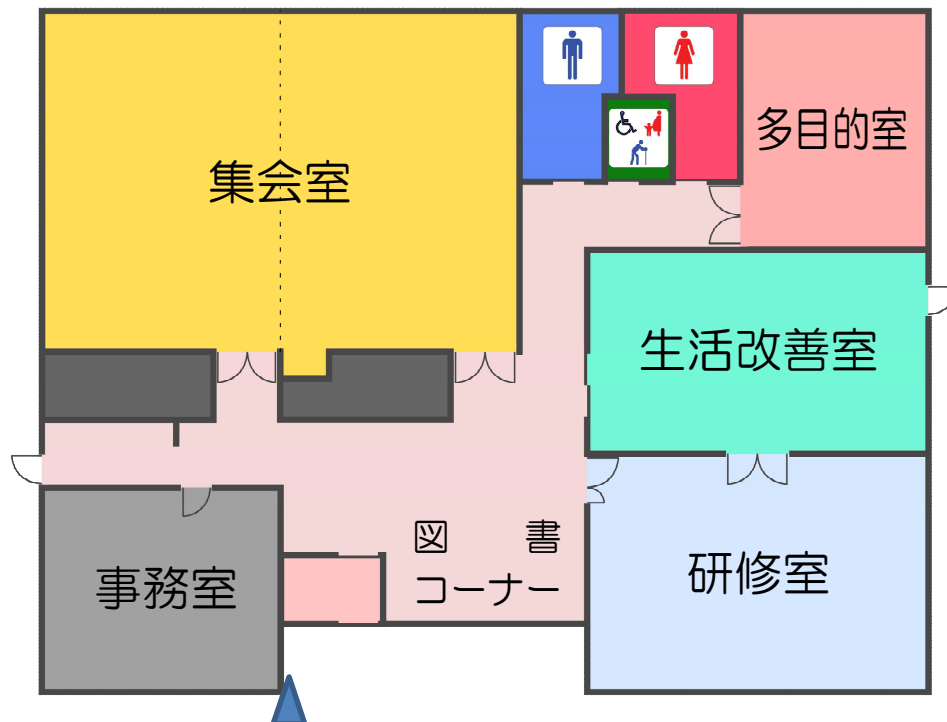 多目的室
集会室
生活改善室
図書
コーナー
研修室
事務室